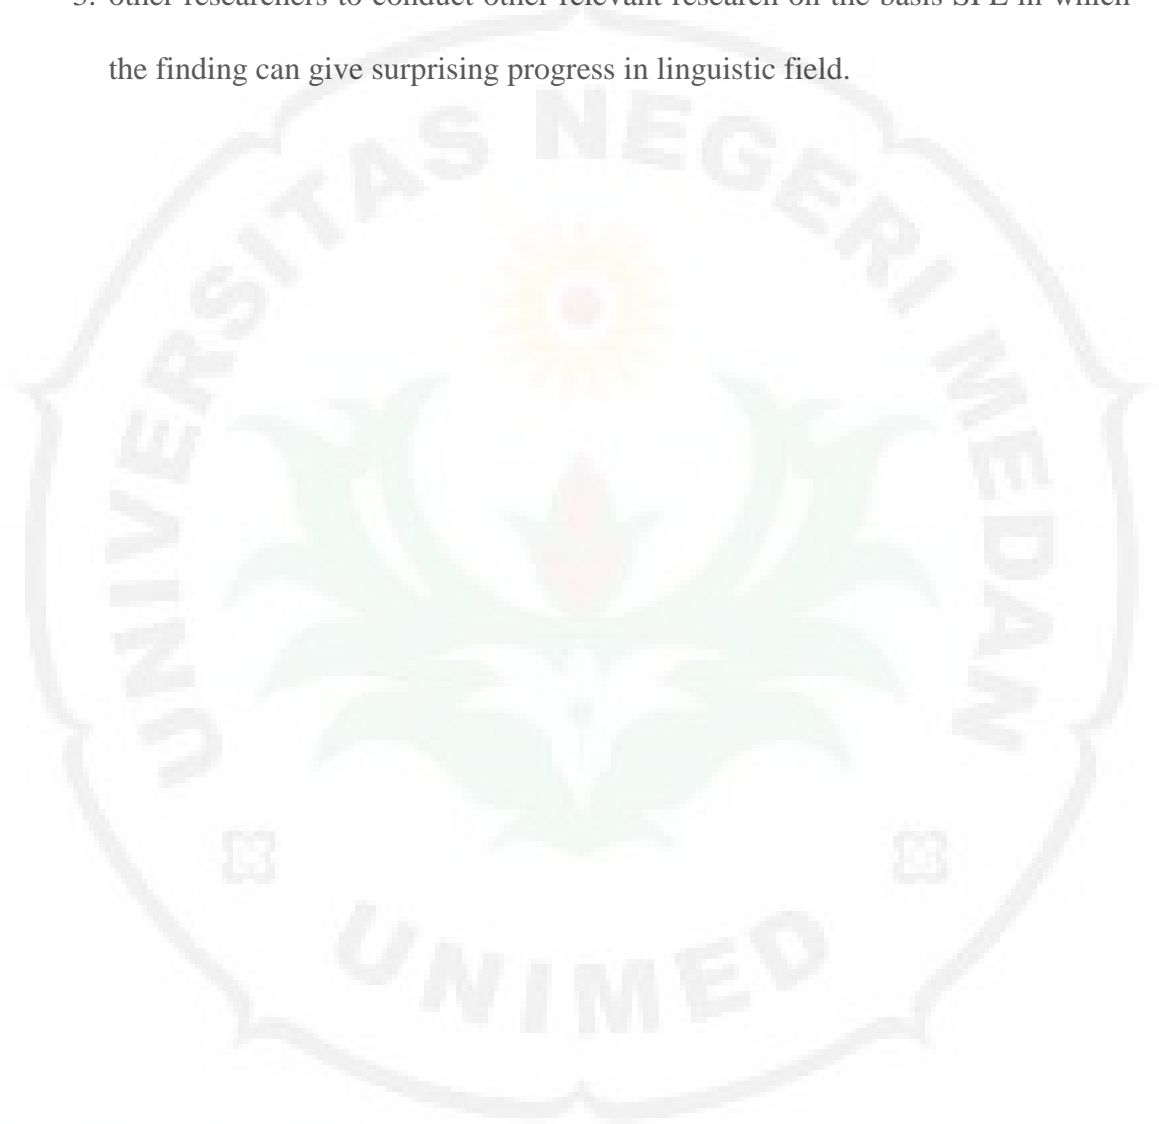 other researchers to conduct other relevant research on the basis in which
the finding can give surprising progress in linguistic field.
UNIVERSITAS NEGERI MEDAN
UNIMED